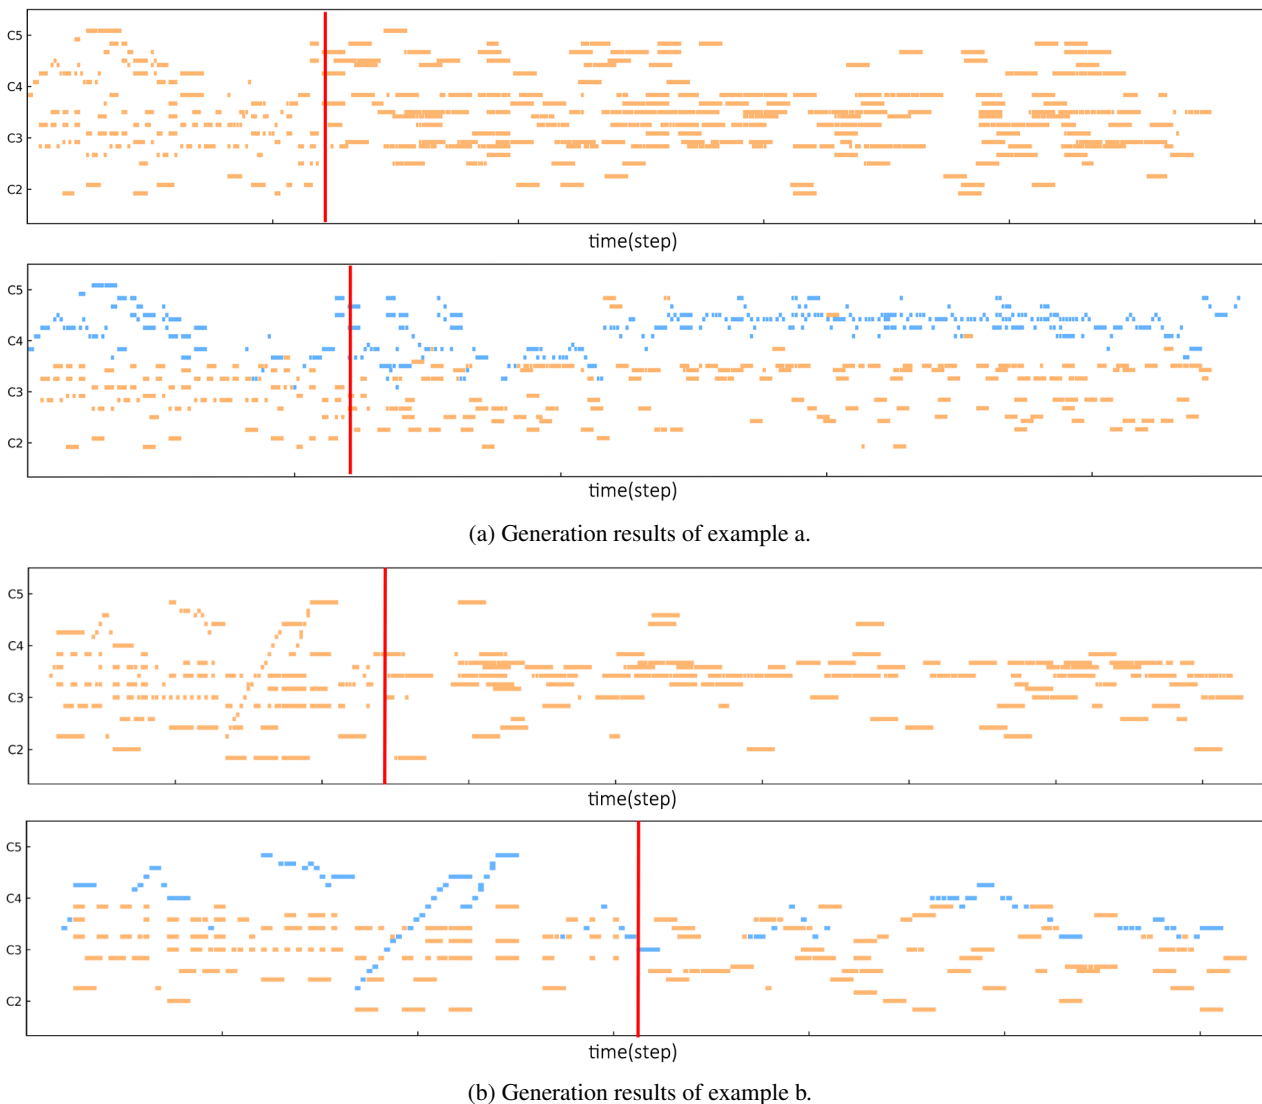 C5
C4
C3
C2
time(step)
C5
C4
C3
C2
time(step)
(a) Generation results of example a.
C5
C4
C3
C2
time(step)
C5
C4
C3
C2
time(step)
(b) Generation results of example b.